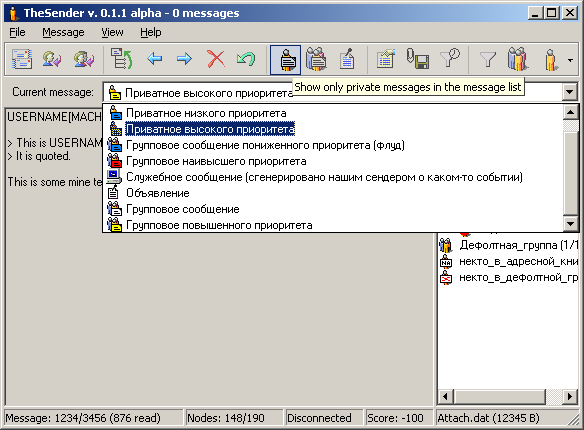 TheSender v. 0.1.1 alpha - 0 messages
File Message View Help
Show only private messages in the message list
Current message: Приватное высокого приоритета
Приватное низкого приоритета
Приватное высокого приоритета
Групповое сообщение пониженного приоритета (флуд)
Групповое наивысшего приоритета
Служебное сообщение (сгенерировано нашим сендером о каком-то событии)
Объявление
Групповое сообщение
Групповое повышенного приоритета
USERNAME[MACH
> This is USERNAM
> It is quoted.
This is some mine te
Дефолтная_группа (1/1
некто_в_адресной_кни
некто_в_дефолтной_гр
Message: 1234/3456 (876 read) Nodes: 148/190 Disconnected Score: -100 Attach.dat (12345 B)